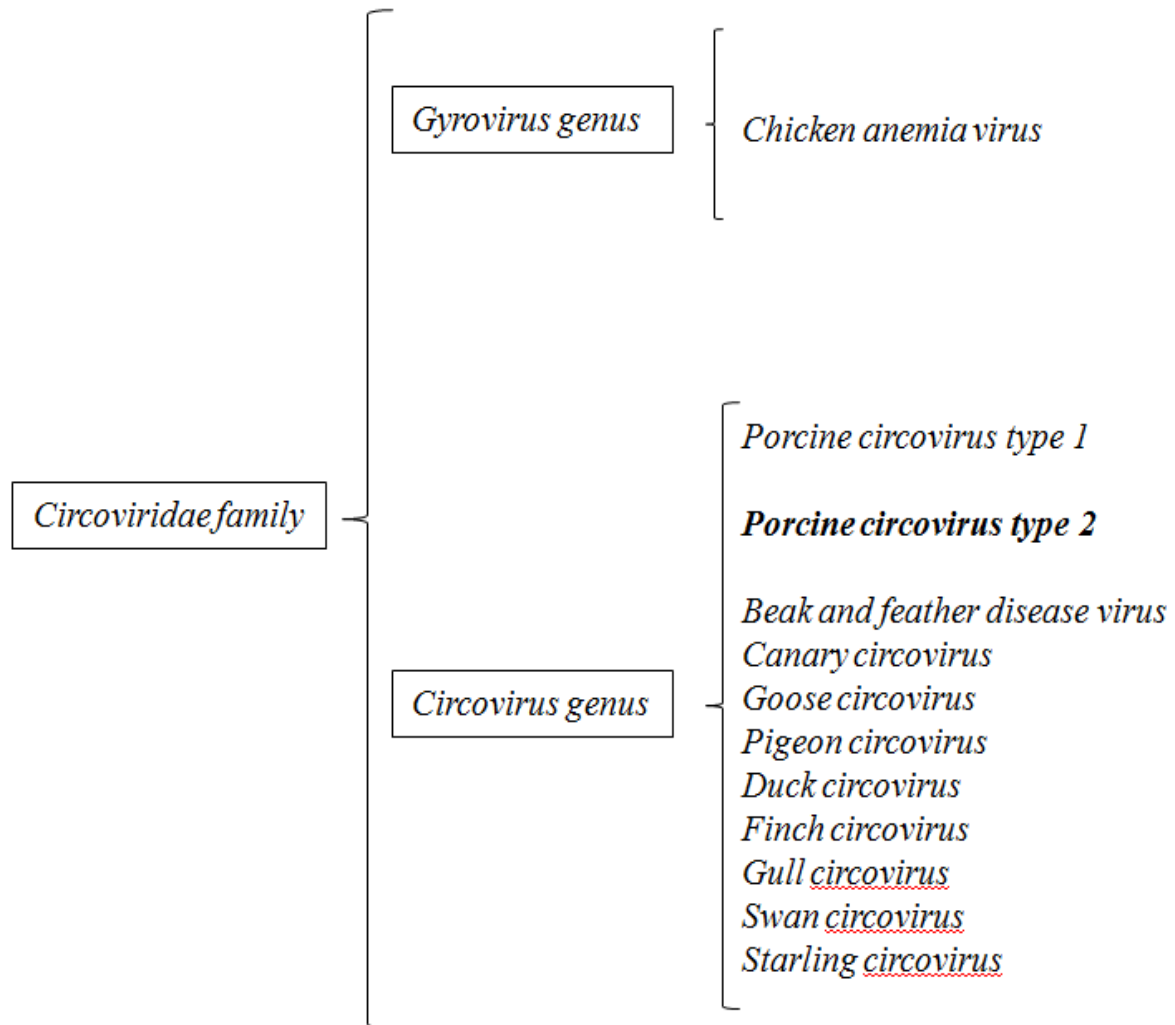 Gyrovirus genus
Chicken anemia virus
Circoviridae family
Circovirus genus
Porcine circovirus type 1
Porcine circovirus type 2
Beak and feather disease virus
Canary circovirus
Goose circovirus
Pigeon circovirus
Duck circovirus
Finch circovirus
Gull circovirus
Swan circovirus
Starling circovirus